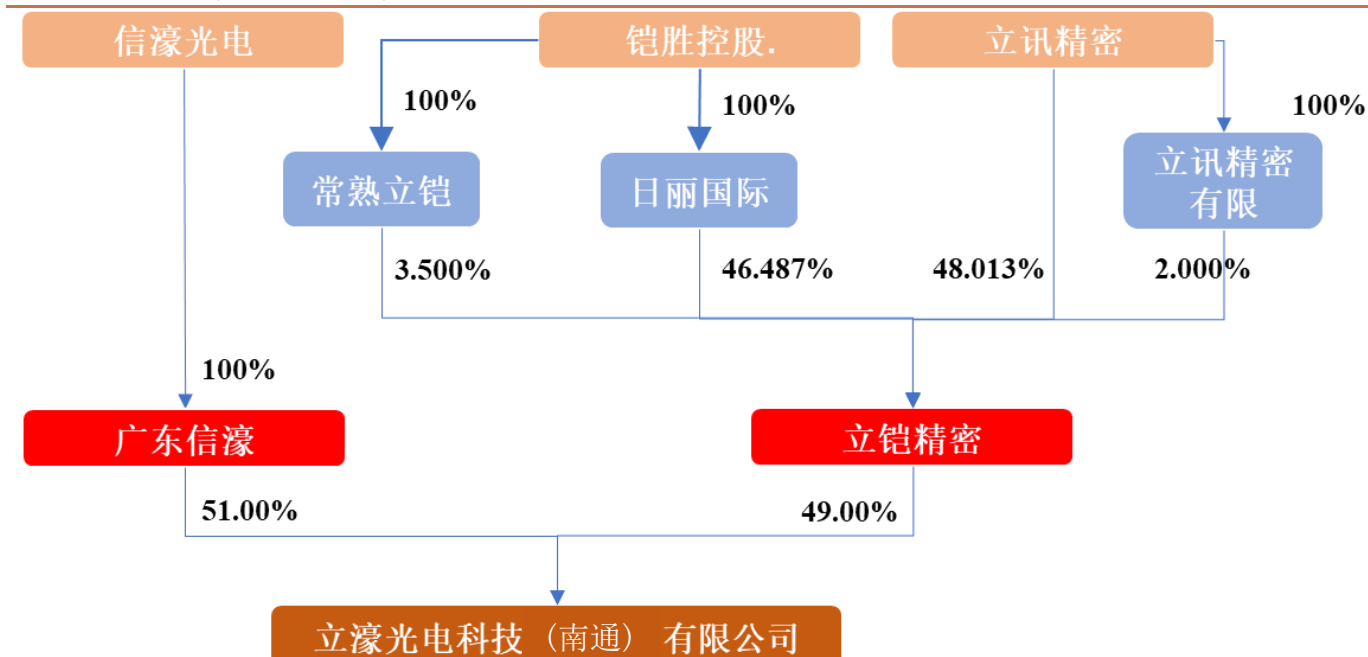 信濠光电
铠胜控股.
立讯精密
100%
100%
100%
常熟立铠
日丽国际
立讯精密
有限
3.500%
46.487%
48.013%
2.000%
100%
广东信濠
立铠精密
51.00%
49.00%
立濠光电科技（南通） 有限公司